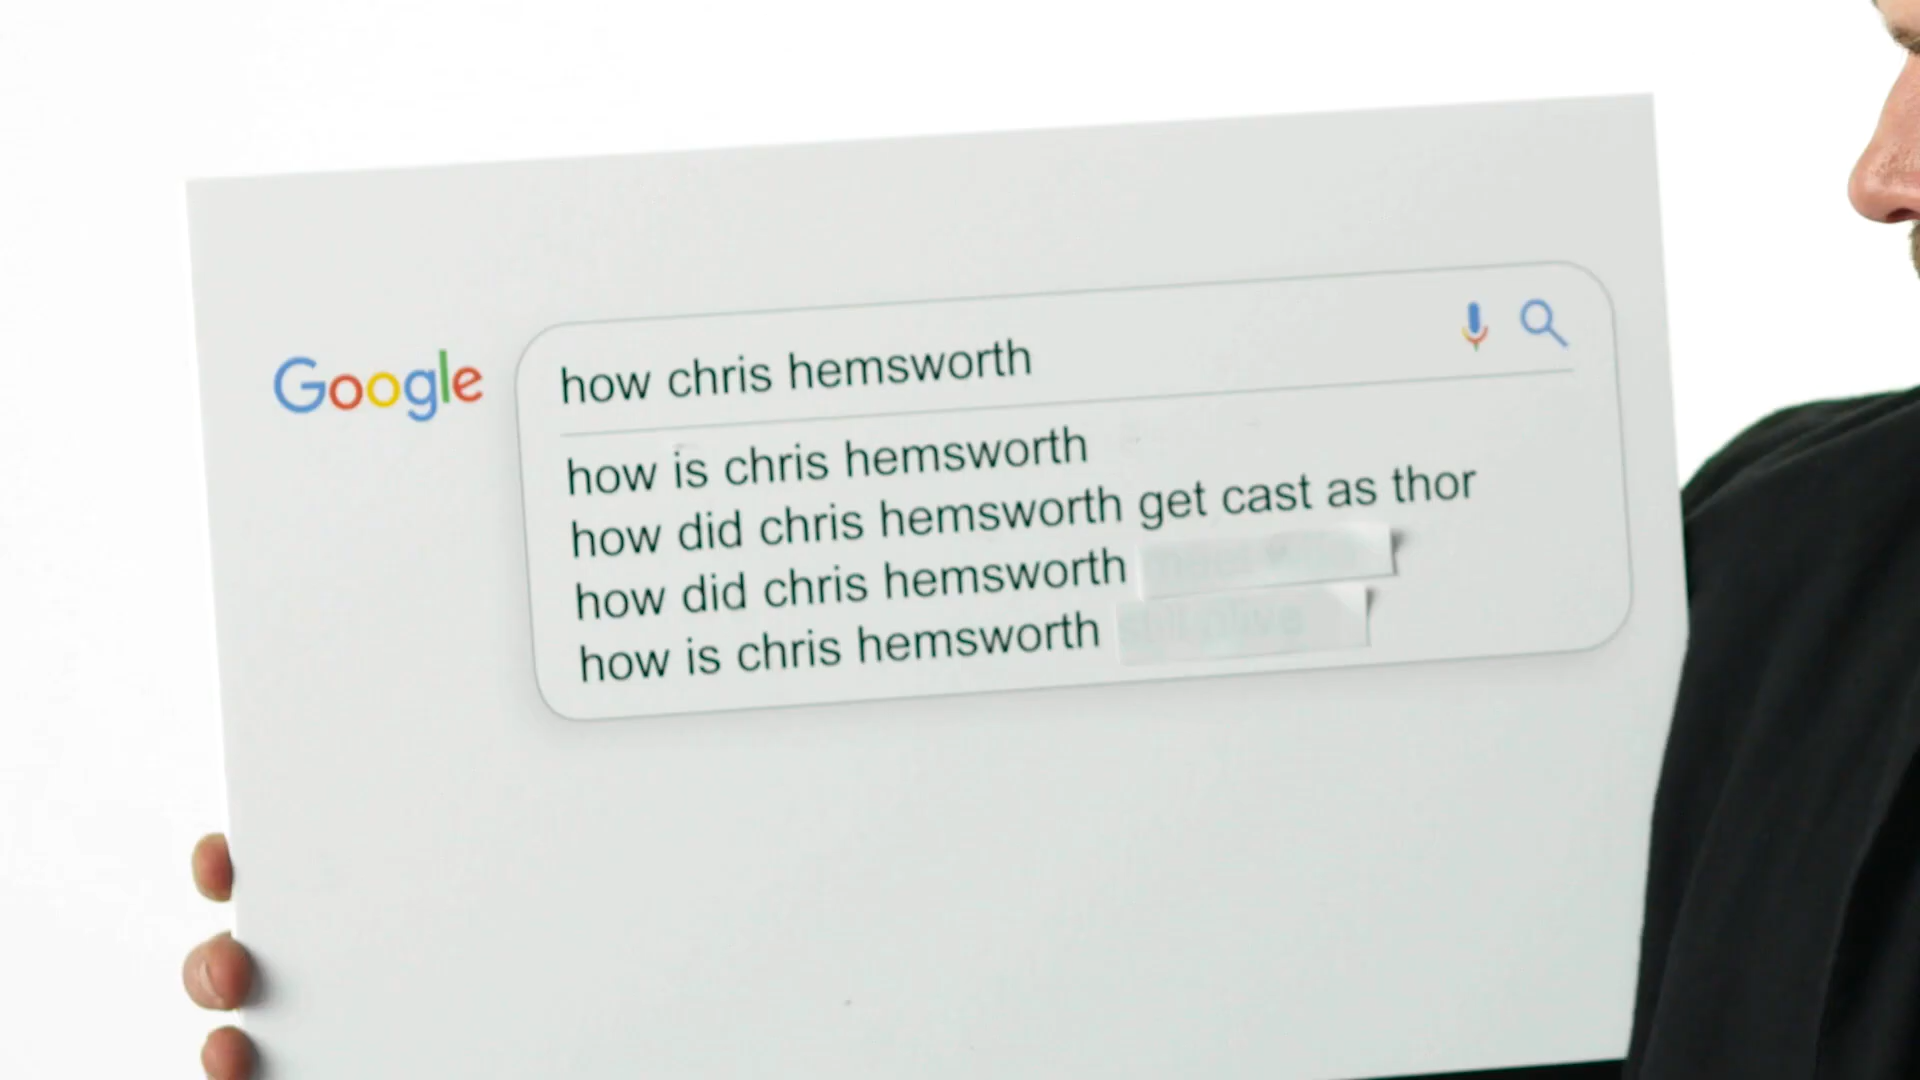 Google
how chris hemsworth
how is chris hemsworth
how did chris hemsworth get cast as thor
how did chris hemsworth
how is chris hemsworth